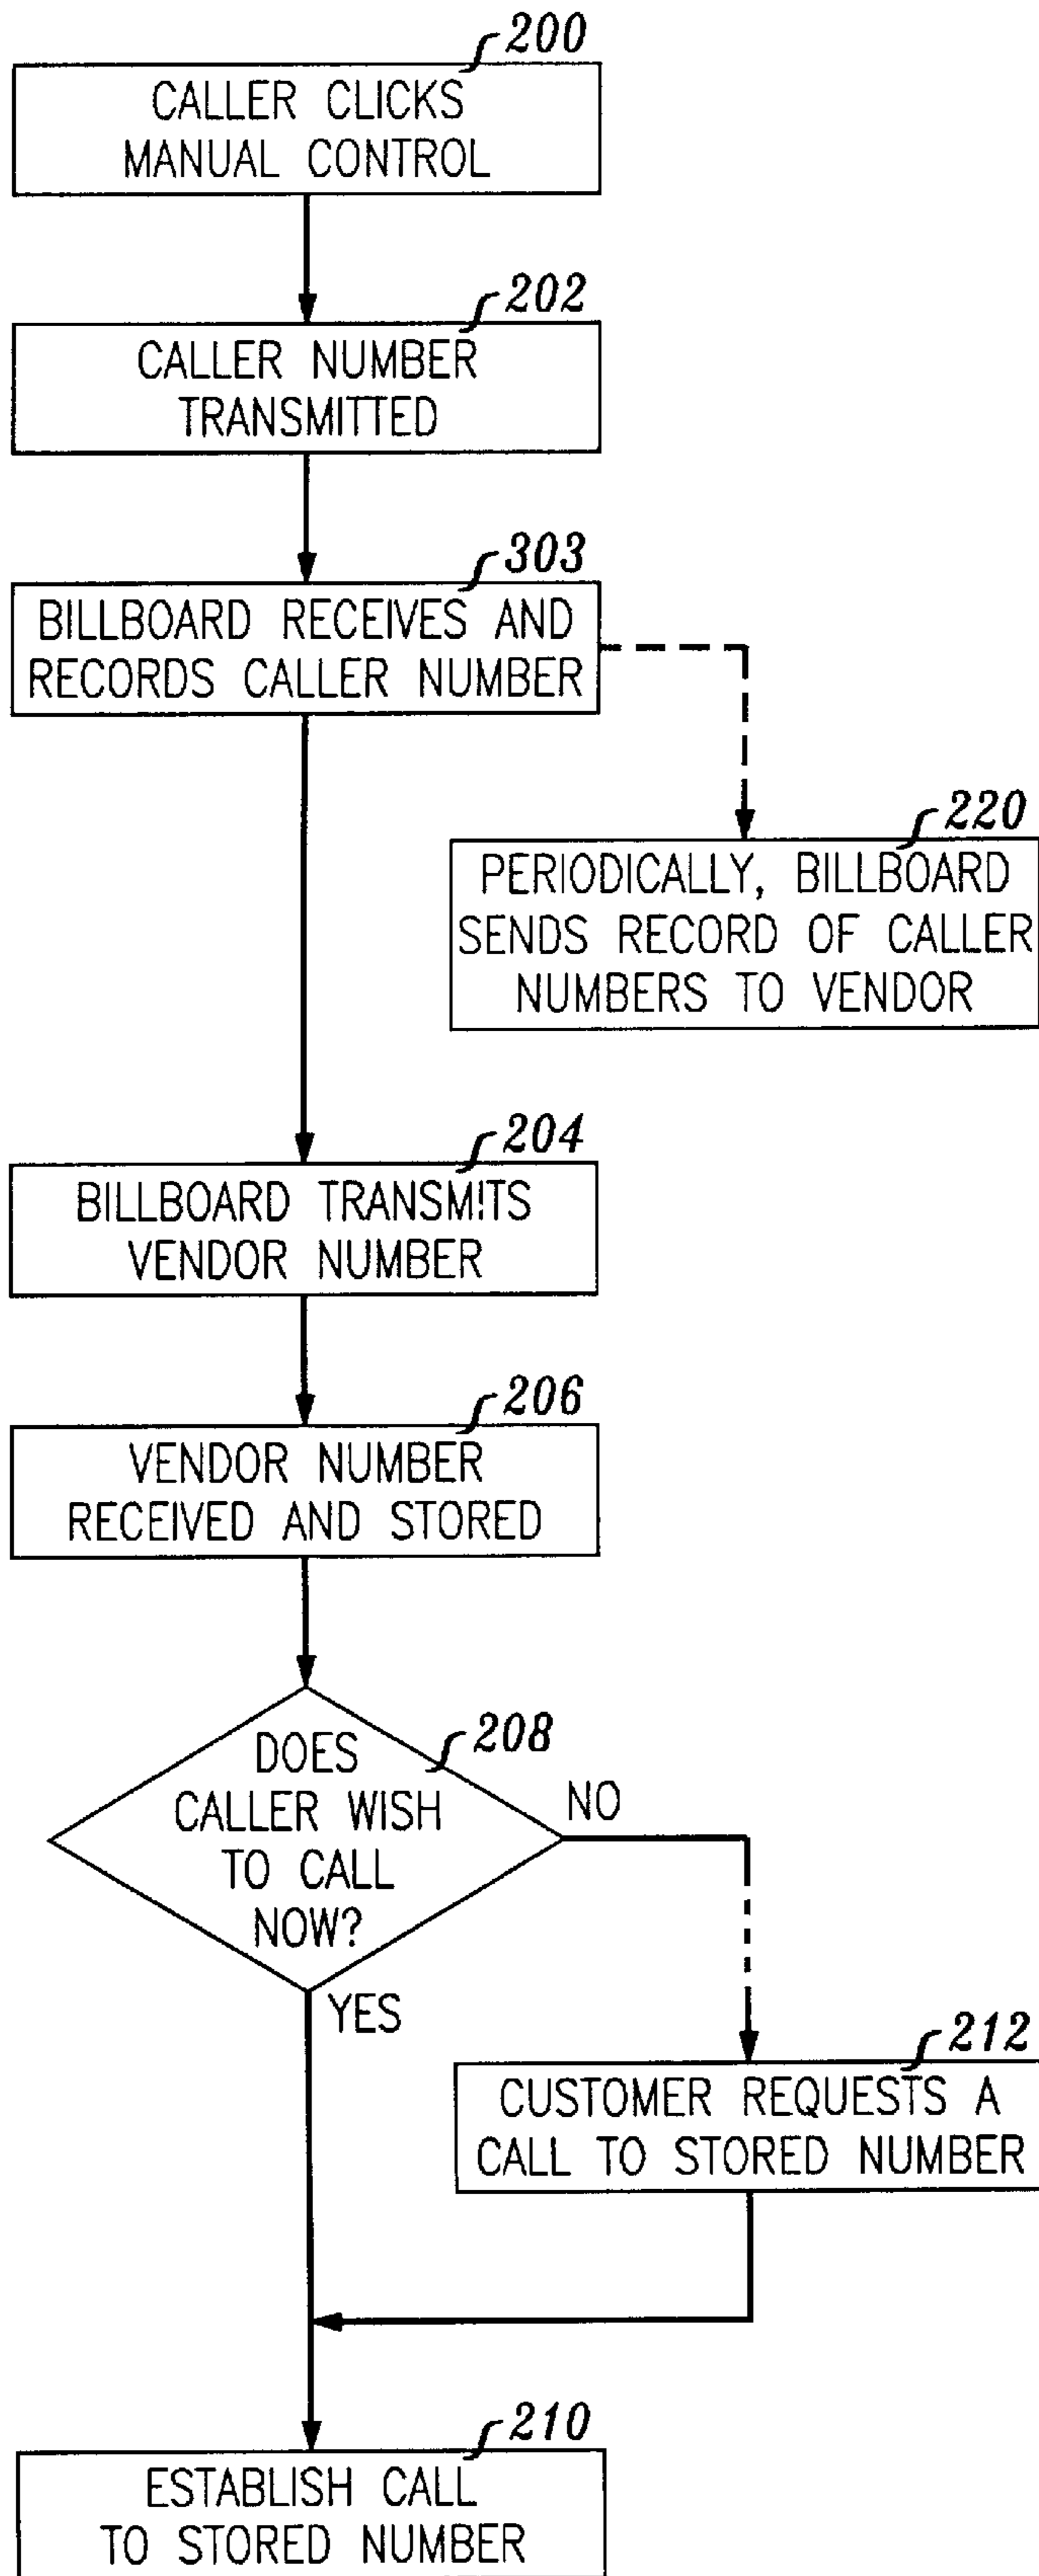 200
CALLER CLICKS
MANUAL CONTROL
202
CALLER NUMBER
TRANSMITTED
303
BILLBOARD RECEIVES AND
RECORDS CALLER NUMBER
220
PERIODICALLY, BILLBOARD
SENDS RECORD OF CALLER
NUMBERS TO VENDOR
204
BILLBOARD TRANSMITS
VENDOR NUMBER
206
VENDOR NUMBER
RECEIVED AND STORED
208
DOES
CALLER WISH
TO CALL
NOW?
NO
YES
212
CUSTOMER REQUESTS A
CALL TO STORED NUMBER
210
ESTABLISH CALL
TO STORED NUMBER